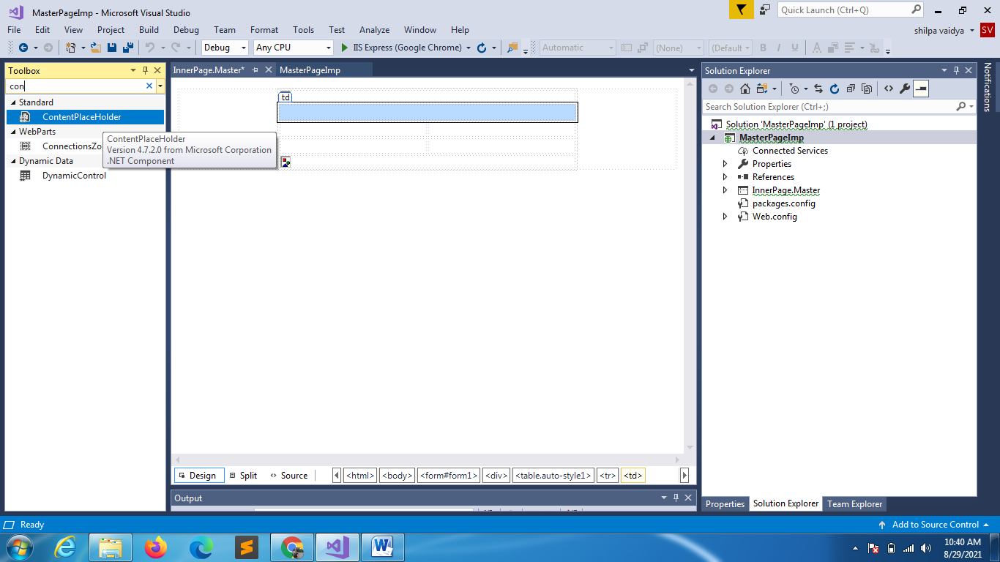 MasterPageImp - Microsoft Visual Studio
Quick Launch (Ctrl+Q)
File Edit View Project Build Debug Team Format Tools Test Analyze Window Help
shilpa vaidya SV
Debug Any CPU IIS Express (Google Chrome) Automatic (None) (Default B I U A
Toolbox
con
Standard
ContentPlaceHolder
WebParts
ConnectionsZo
Dynamic Data
DynamicControl
ContentPlaceHolder
Version 4.7.2.0 from Microsoft Corporation
.NET Component
InnerPage.Master* MasterPageImp
td
Design Split Source <html> <body> <form#form1> <div> <table.auto-style1> <tr> <td>
Output
Solution Explorer
Search Solution Explorer (Ctrl+;)
Solution 'MasterPageImp' (1 project)
MasterPageImp
Connected Services
Properties
References
InnerPage.Master
packages.config
Web.config
Properties Solution Explorer Team Explorer
Notifications
Ready
Add to Source Control
10:40 AM
8/29/2021